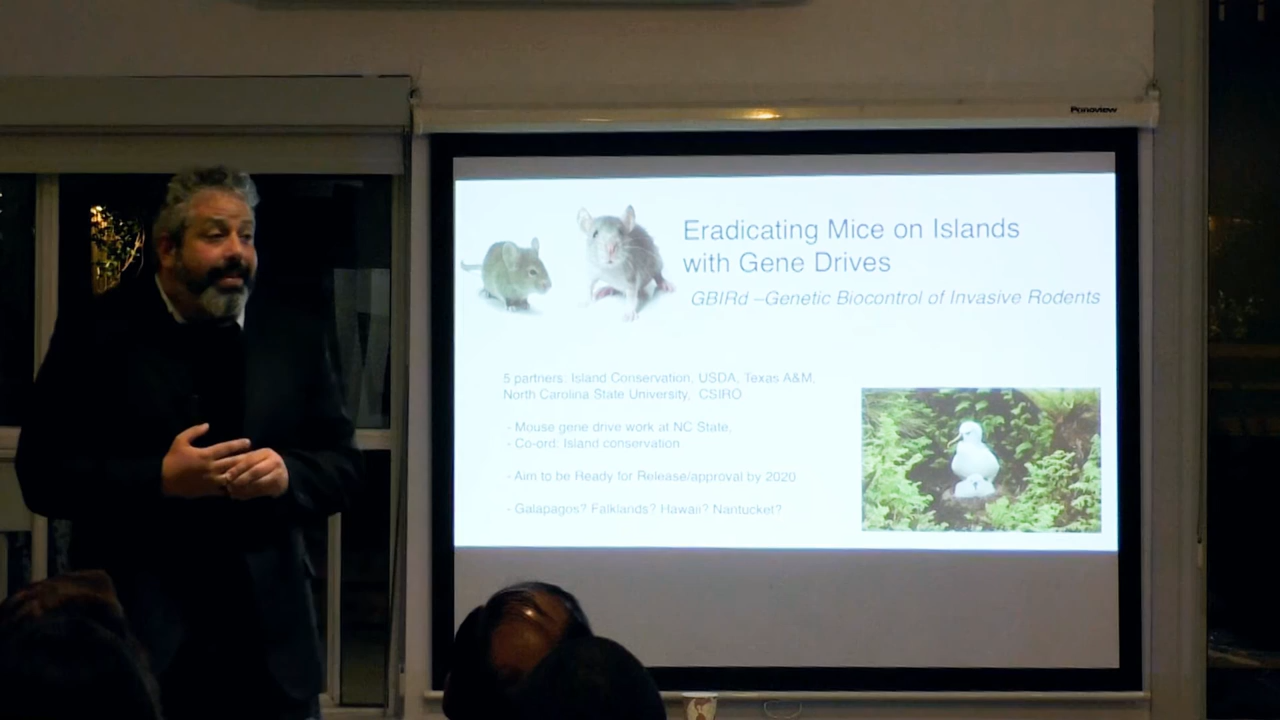 Pronoview
Eradicating Mice on Islands
with Gene Drives
GBIRd –Genetic Biocontrol of Invasive Rodents
5 partners: Island Conservation, USDA, Texas A&M,
North Carolina State University, CSIRO
- Mouse gene drive work at NC State,
- Co-ord: Island conservation
- Aim to be Ready for Release/approval by 2020
- Galapagos? Falklands? Hawaii? Nantucket?